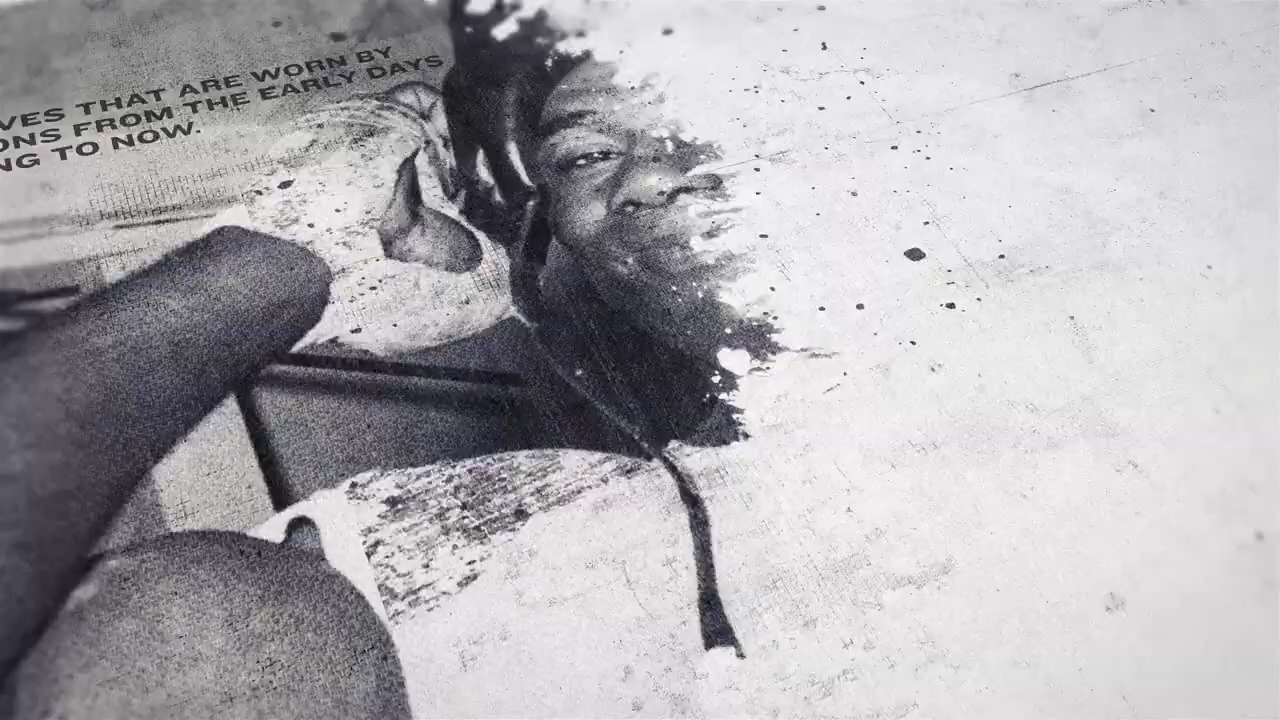 VES THAT ARE WORN BY
ONS FROM THE EARLY DAYS
NG TO NOW.